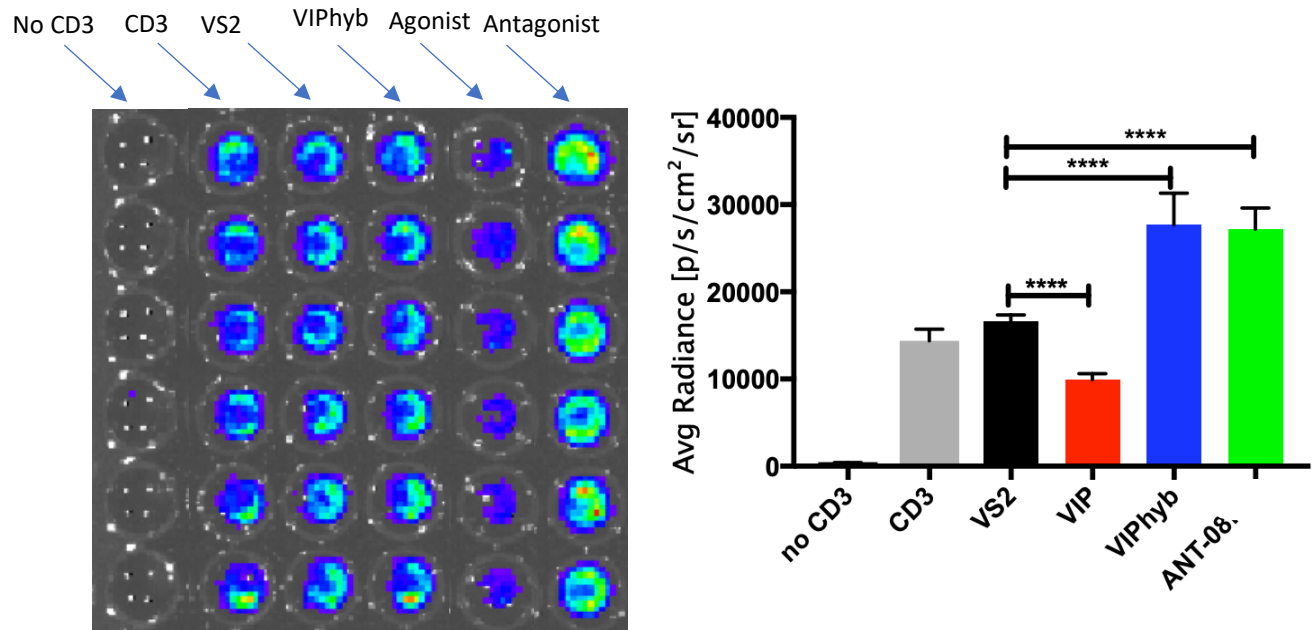 No CD3 CD3 VS2 VIPhyb Agonist Antagonist
Avg Radiance [p/s/cm²/sr]
40000
30000
20000
10000
0
****
****
****
no CD3
CD3
VS2
VIP
VIPhyb